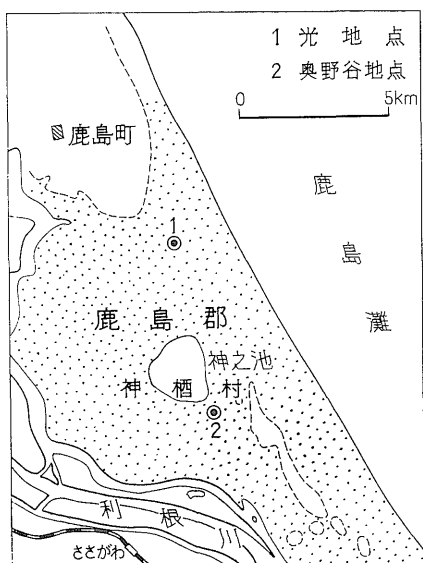 1 光地点
2 奥野谷地点
0 5km
鹿島町
鹿島灘
1
鹿島郡
神之池
神栖村
2
利根川
ささがわ